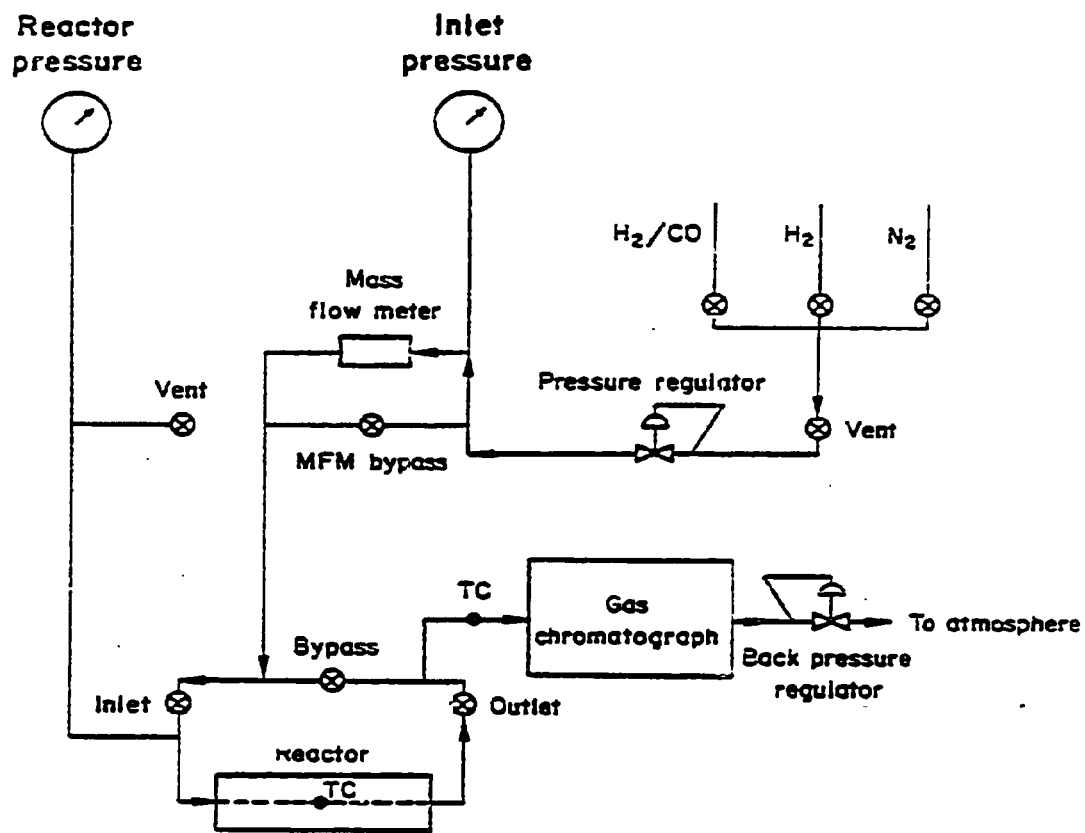 Reactor
pressure
Inlet
pressure
H₂/CO
H₂
N₂
Mass
flow meter
Pressure regulator
Vent
Vent
MFM bypass
TC
Gas
chromatograph
To atmosphere
Back pressure
regulator
Bypass
Inlet
Outlet
Reactor
TC